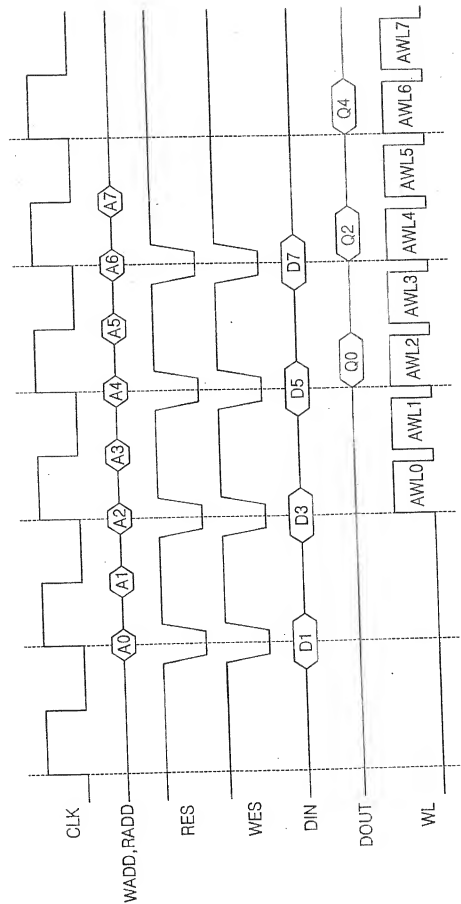 CLK
WADD,RADD A0 A1 A2 A3 A4 A5 A6 A7
RES
WES
DIN D1 D3 D5 D7
DOUT Q0 Q2 Q4
WL AWL0 AWL1 AWL2 AWL3 AWL4 AWL5 AWL6 AWL7